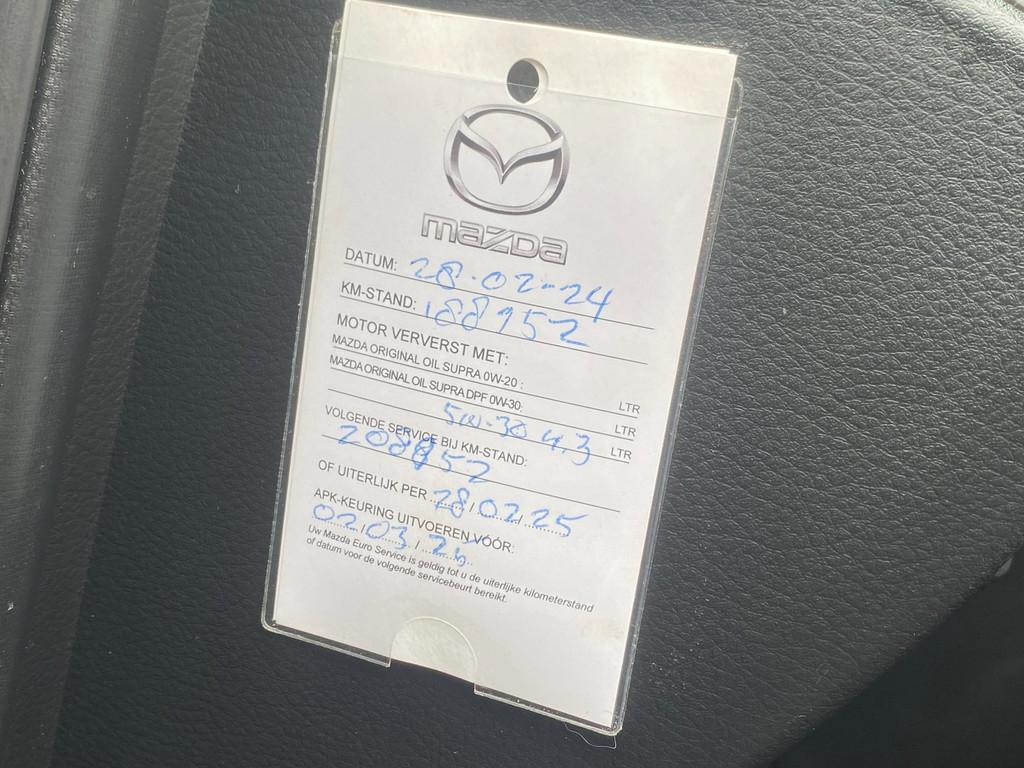 mazda
DATUM: 28-02-24
KM-STAND: 188952
MOTOR VERVERST MET:
MAZDA ORIGINAL OIL SUPRA 0W-20 : LTR
MAZDA ORIGINAL OIL SUPRA DPF 0W-30: LTR
5W-30 4,3 LTR
VOLGENDE SERVICE BIJ KM-STAND:
208952
OF UITERLIJK PER 28/02/25
APK-KEURING UITVOEREN VÓÓR:
02/03/25
Uw Mazda Euro Service is geldig tot u de uiterlijke kilometerstand
of datum voor de volgende servicebeurt bereikt.